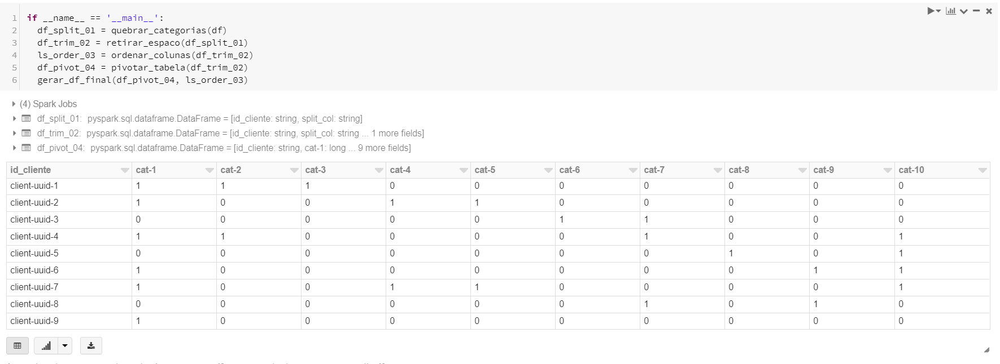 1 if __name__ == '__main__':
2 df_split_01 = quebrar_categorias(df)
3 df_trim_02 = retirar_espaco(df_split_01)
4 ls_order_03 = ordenar_colunas(df_trim_02)
5 df_pivot_04 = pivotar_tabela(df_trim_02)
6 gerar_df_final(df_pivot_04, ls_order_03)
(4) Spark Jobs
df_split_01: pyspark.sql.dataframe.DataFrame = [id_cliente: string, split_col: string]
df_trim_02: pyspark.sql.dataframe.DataFrame = [id_cliente: string, split_col: string ... 1 more fields]
df_pivot_04: pyspark.sql.dataframe.DataFrame = [id_cliente: string, cat-1: long ... 9 more fields]
id_cliente cat-1 cat-2 cat-3 cat-4 cat-5 cat-6 cat-7 cat-8 cat-9 cat-10
client-uuid-1 1 1 1 0 0 0 0 0 0 0
client-uuid-2 1 0 0 1 1 0 0 0 0 0
client-uuid-3 0 0 0 0 0 1 1 0 0 0
client-uuid-4 1 1 0 0 0 0 1 0 0 1
client-uuid-5 0 0 0 0 0 0 0 1 0 1
client-uuid-6 1 0 0 0 0 0 0 0 1 1
client-uuid-7 1 0 0 1 1 0 0 0 0 1
client-uuid-8 0 0 0 0 0 0 1 0 1 0
client-uuid-9 1 0 0 0 0 0 0 0 0 0